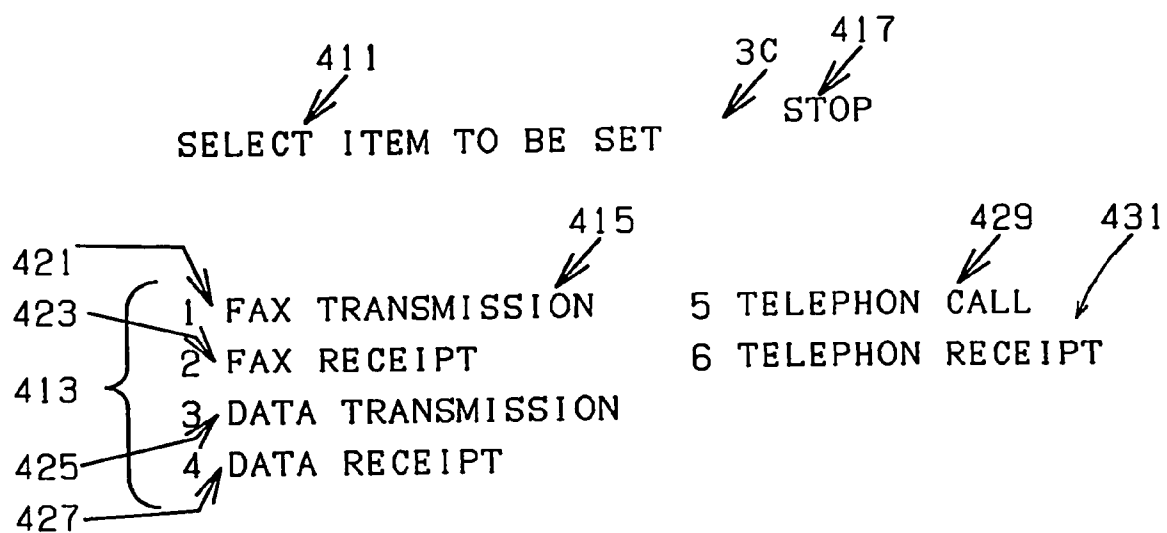 411 3C 417
SELECT ITEM TO BE SET STOP
415 429 431
421
1 FAX TRANSMISSION 5 TELEPHON CALL
423
2 FAX RECEIPT 6 TELEPHON RECEIPT
413
3 DATA TRANSMISSION
425
4 DATA RECEIPT
427